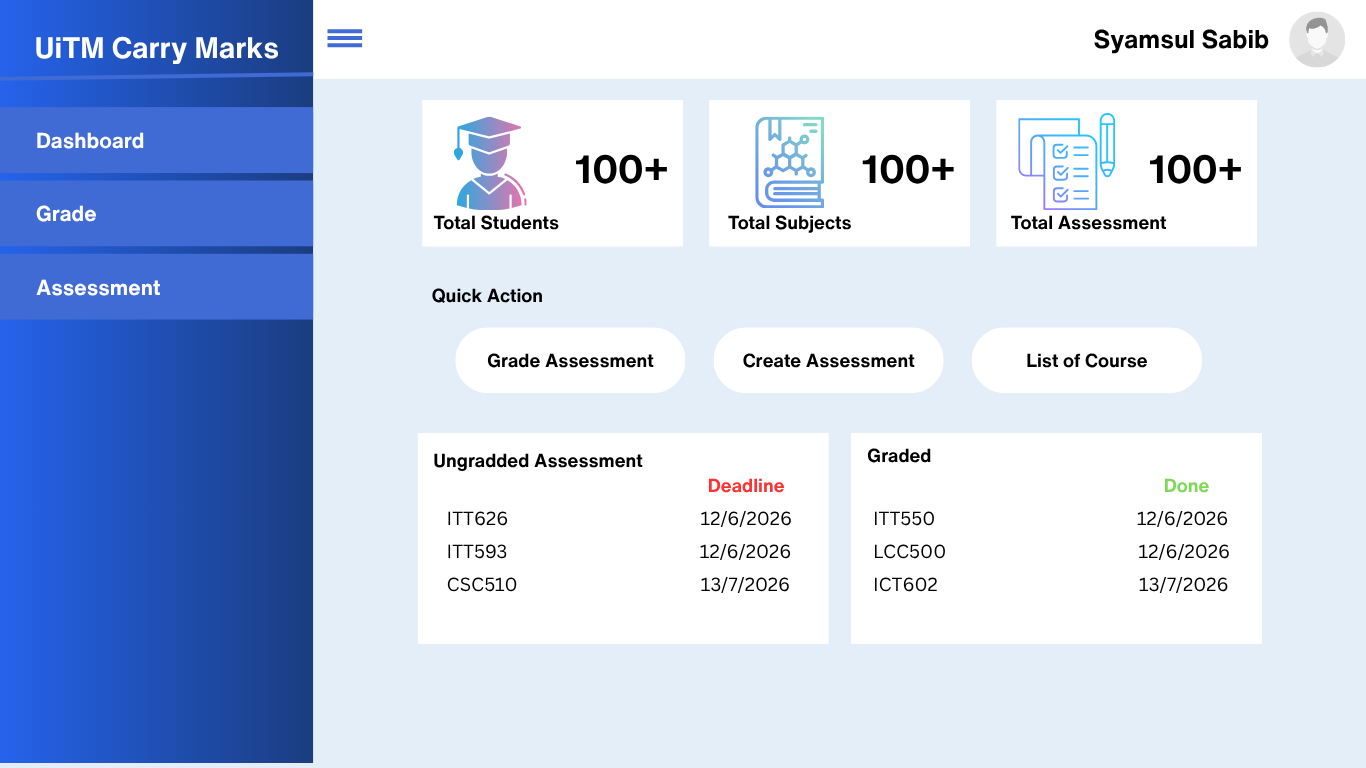 UiTM Carry Marks
Syamsul Sabib
Dashboard
Grade
Assessment
100+
Total Students
100+
Total Subjects
100+
Total Assessment
Quick Action
Grade Assessment
Create Assessment
List of Course
Ungradded Assessment
Deadline
ITT626 12/6/2026
ITT593 12/6/2026
CSC510 13/7/2026
Graded
Done
ITT550 12/6/2026
LCC500 12/6/2026
ICT602 13/7/2026